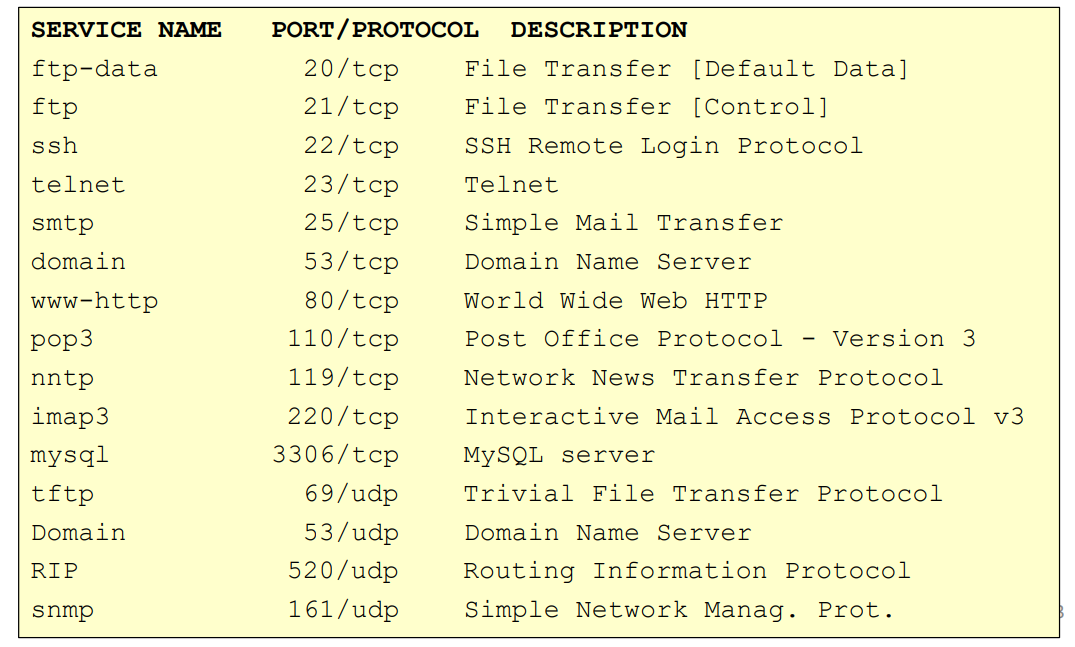 SERVICE NAME PORT/PROTOCOL DESCRIPTION
ftp-data 20/tcp File Transfer [Default Data]
ftp 21/tcp File Transfer [Control]
ssh 22/tcp SSH Remote Login Protocol
telnet 23/tcp Telnet
smtp 25/tcp Simple Mail Transfer
domain 53/tcp Domain Name Server
www-http 80/tcp World Wide Web HTTP
pop3 110/tcp Post Office Protocol - Version 3
nntp 119/tcp Network News Transfer Protocol
imap3 220/tcp Interactive Mail Access Protocol v3
mysql 3306/tcp MySQL server
tftp 69/udp Trivial File Transfer Protocol
Domain 53/udp Domain Name Server
RIP 520/udp Routing Information Protocol
snmp 161/udp Simple Network Manag. Prot.